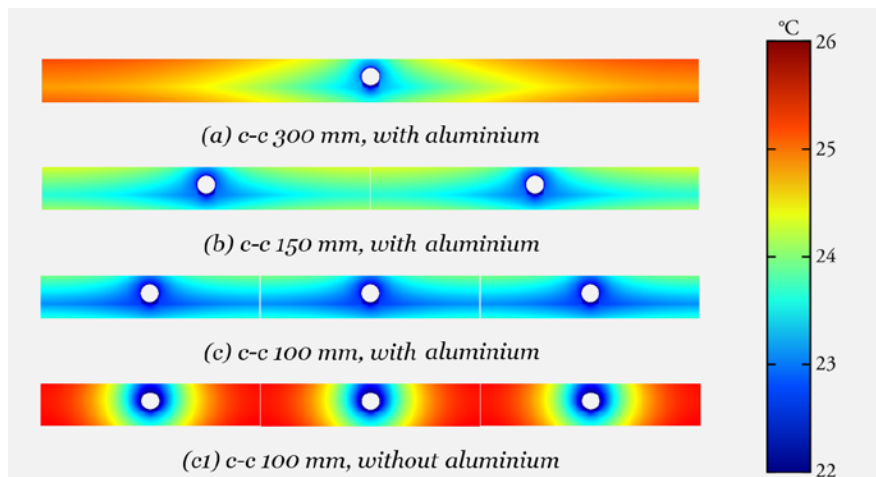 °C
26
(a) c-c 300 mm, with aluminium
25
(b) c-c 150 mm, with aluminium
24
(c) c-c 100 mm, with aluminium
23
(c1) c-c 100 mm, without aluminium
22